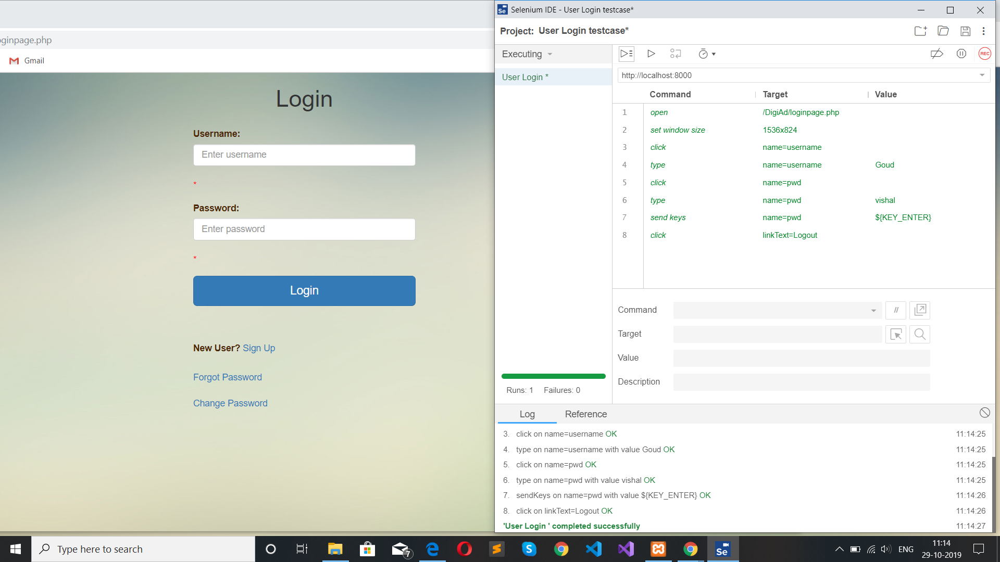 oginpage.php
Gmail
Login
Username:
Enter username
*
Password:
Enter password
*
Login
New User? Sign Up
Forgot Password
Change Password
Se Selenium IDE - User Login testcase*
Project: User Login testcase*
Executing
REC
User Login *
http://localhost:8000
Command Target Value
1 open /DigiAd/loginpage.php
2 set window size 1536x824
3 click name=username
4 type name=username Goud
5 click name=pwd
6 type name=pwd vishal
7 send keys name=pwd ${KEY_ENTER}
8 click linkText=Logout
Command //
Target
Value
Description
Runs: 1 Failures: 0
Log Reference
3. click on name=username OK 11:14:25
4. type on name=username with value Goud OK 11:14:25
5. click on name=pwd OK 11:14:25
6. type on name=pwd with value vishal OK 11:14:25
7. sendKeys on name=pwd with value ${KEY_ENTER} OK 11:14:26
8. click on linkText=Logout OK 11:14:26
'User Login ' completed successfully 11:14:27
Type here to search
7
Se
ENG
11:14
29-10-2019